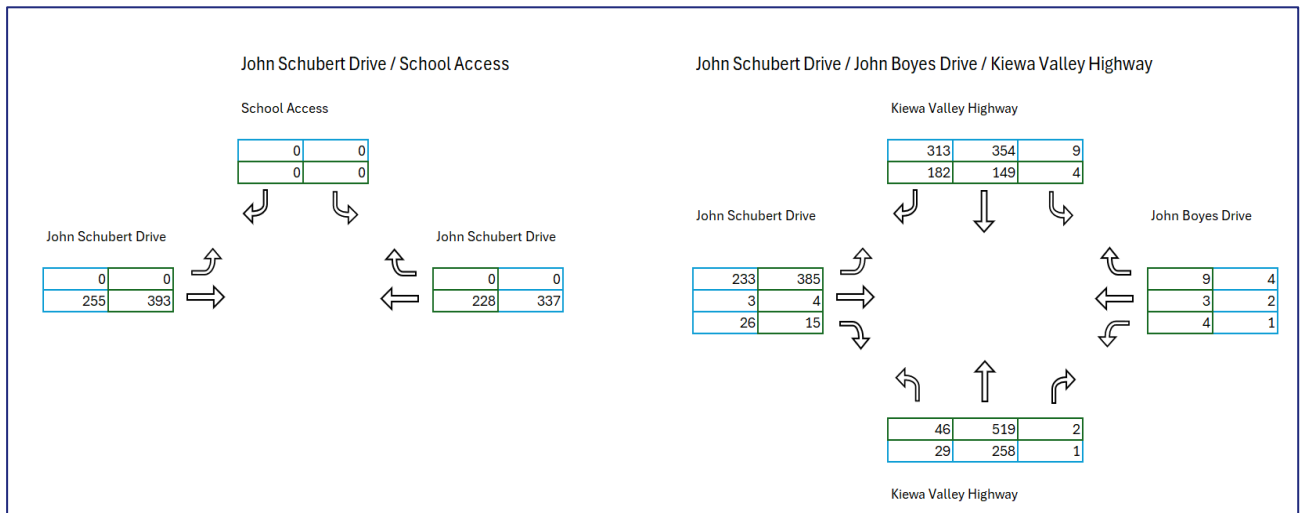 John Schubert Drive / School Access
John Schubert Drive / John Boyes Drive / Kiewa Valley Highway
School Access
Kiewa Valley Highway
0 0
0 0
313 354 9
182 149 4
John Schubert Drive
John Schubert Drive
John Schubert Drive
John Boyes Drive
0 0
255 393
0 0
228 337
233 385
3 4
26 15
9 4
3 2
4 1
46 519 2
29 258 1
Kiewa Valley Highway